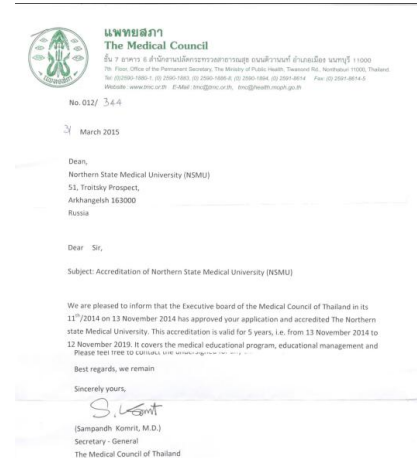 แพทยสภา
The Medical Council
ชั้น 7 อาคาร 6 สำนักงานปลัดกระทรวงสาธารณสุข ถนนติวานนท์ อำเภอเมือง นนทบุรี 11000
7th Floor, Office of the Permanent Secretary, The Ministry of Public Health, Tiwanond Rd., Nonthaburi 11000, Thailand.
Website : www.tmc.or.th E-Mail : tmc@tmc.or.th, tmc@health.moph.go.th
No. 012/ 344
31 March 2015
Dean,
Northern State Medical University (NSMU)
51, Troitsky Prospect,
Arkhangelsh 163000
Russia
Dear Sir,
Subject: Accreditation of Northern State Medical University (NSMU)
We are pleased to inform that the Executive board of the Medical Council of Thailand in its
11th/2014 on 13 November 2014 has approved your application and accredited The Northern
state Medical University. This accreditation is valid for 5 years, i.e. from 13 November 2014 to
12 November 2019. It covers the medical educational program, educational management and
Please feel free to contact the undersigned for any
Best regards, we remain
Sincerely yours,
S. Komrit
(Sampandh Komrit, M.D.)
Secretary - General
The Medical Council of Thailand